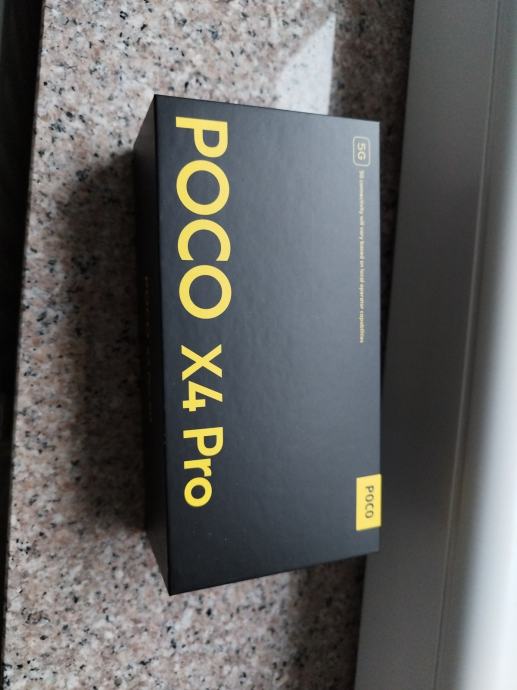 5G 5G connectivity will vary based on local operator capabilities
POCO
POCO X4 Pro